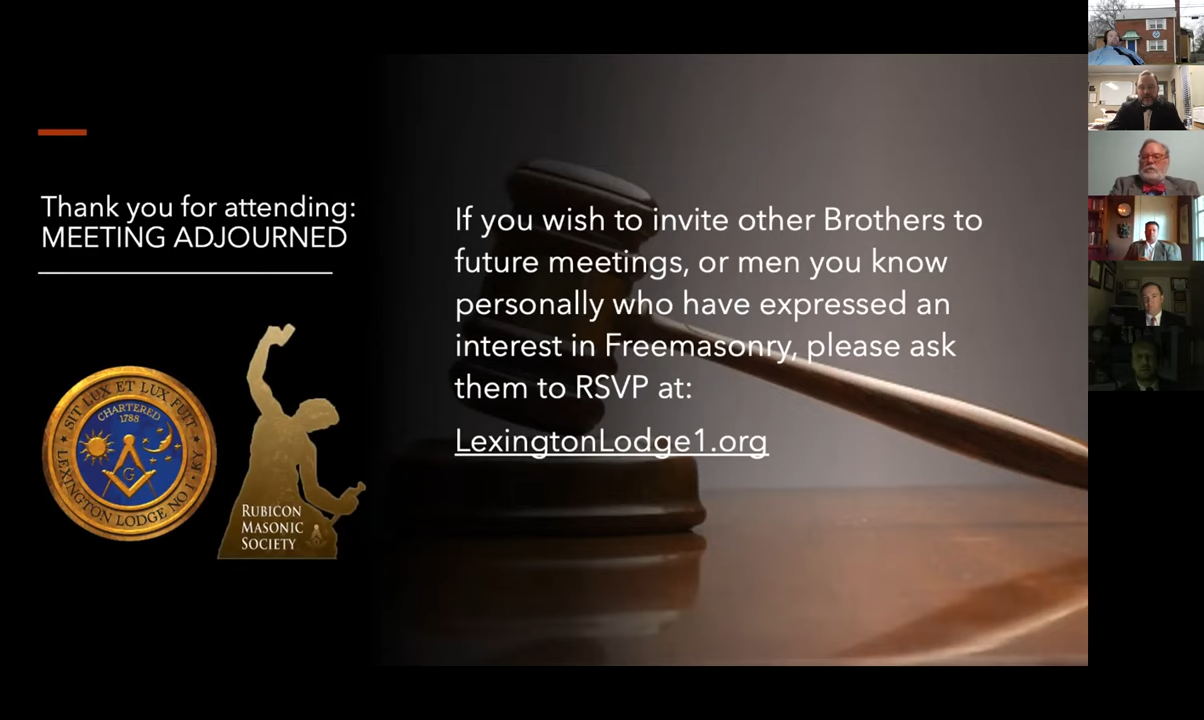 Thank you for attending:
MEETING ADJOURNED
If you wish to invite other Brothers to
future meetings, or men you know
personally who have expressed an
interest in Freemasonry, please ask
them to RSVP at:
LexingtonLodge1.org
SIT LUX ET LUX FUIT
CHARTERED
1788
G
LEXINGTON LODGE NO 1 · KY
RUBICON
MASONIC
SOCIETY